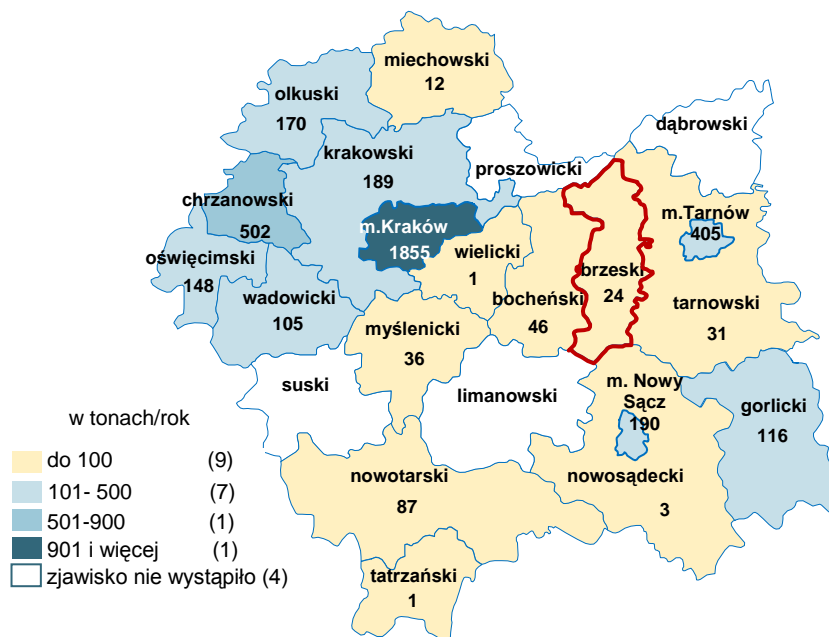 miechowski
12
olkuski
170
dąbrowski
krakowski
189
proszowicki
chrzanowski
502
m.Kraków
1855
m.Tarnów
405
oświęcimski
148
wielicki
1
brzeski
24
wadowicki
105
bocheński
46
tarnowski
31
myślenicki
36
suski
limanowski
m. Nowy
Sącz
190
gorlicki
116
nowotarski
87
nowosądecki
3
tatrzański
1
w tonach/rok
do 100 (9)
101- 500 (7)
501-900 (1)
901 i więcej (1)
zjawisko nie wystąpiło (4)